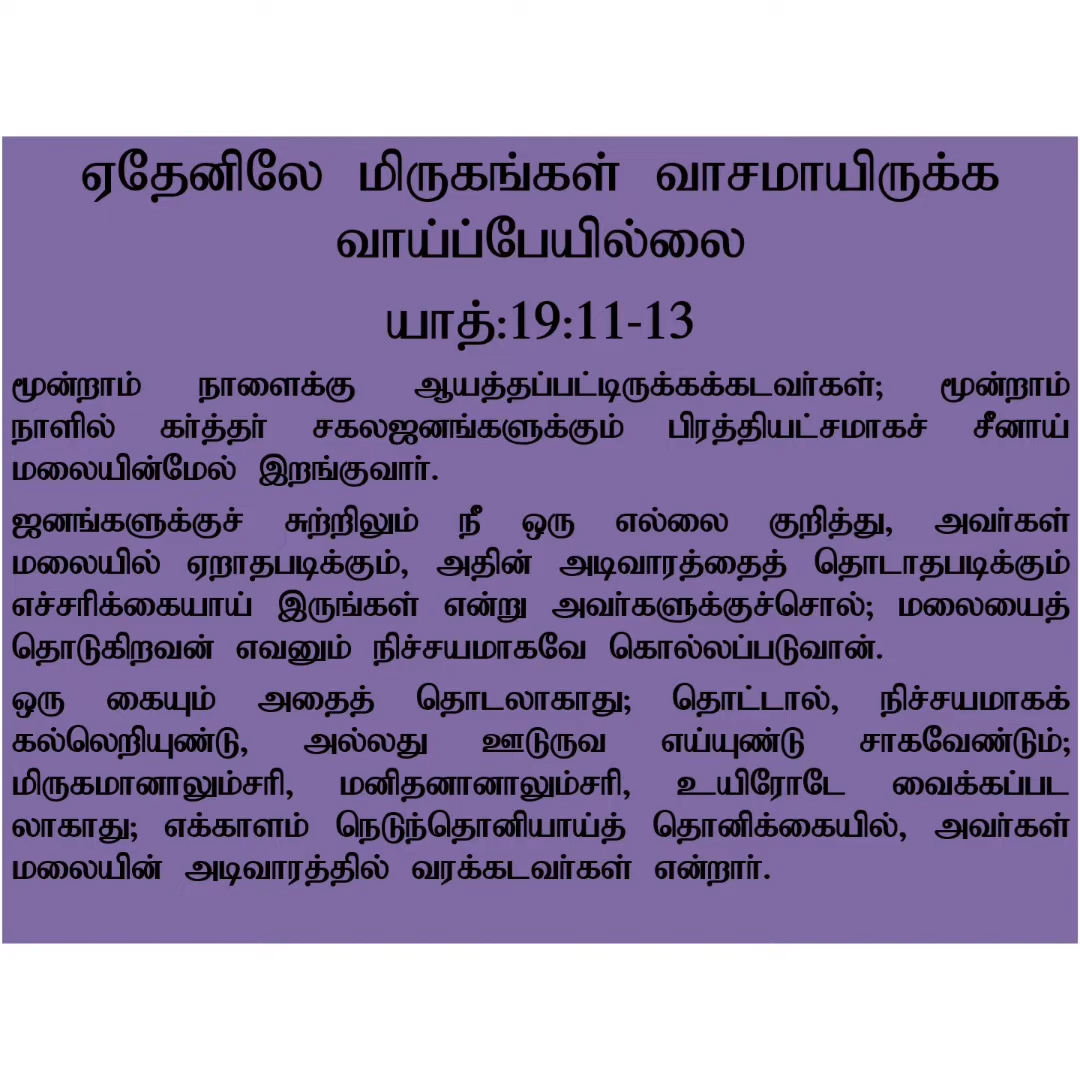 ஏதேனிலே மிருகங்கள் வாசமாயிருக்க
வாய்ப்பேயில்லை
யாத்:19:11-13
மூன்றாம் நாளைக்கு ஆயத்தப்பட்டிருக்கக்கடவர்கள்; மூன்றாம்
நாளில் கர்த்தர் சகலஜனங்களுக்கும் பிரத்தியட்சமாகச் சீனாய்
மலையின்மேல் இறங்குவார்.
ஜனங்களுக்குச் சுற்றிலும் நீ ஒரு எல்லை குறித்து, அவர்கள்
மலையில் ஏறாதபடிக்கும், அதின் அடிவாரத்தைத் தொடாதபடிக்கும்
எச்சரிக்கையாய் இருங்கள் என்று அவர்களுக்குச்சொல்; மலையைத்
தொடுகிறவன் எவனும் நிச்சயமாகவே கொல்லப்படுவான்.
ஒரு கையும் அதைத் தொடலாகாது; தொட்டால், நிச்சயமாகக்
கல்லெறியுண்டு, அல்லது ஊடுருவ எய்யுண்டு சாகவேண்டும்;
மிருகமானாலும்சரி, மனிதனானாலும்சரி, உயிரோடே வைக்கப்பட
லாகாது; எக்காளம் நெடுந்தொனியாய்த் தொனிக்கையில், அவர்கள்
மலையின் அடிவாரத்தில் வரக்கடவர்கள் என்றார்.